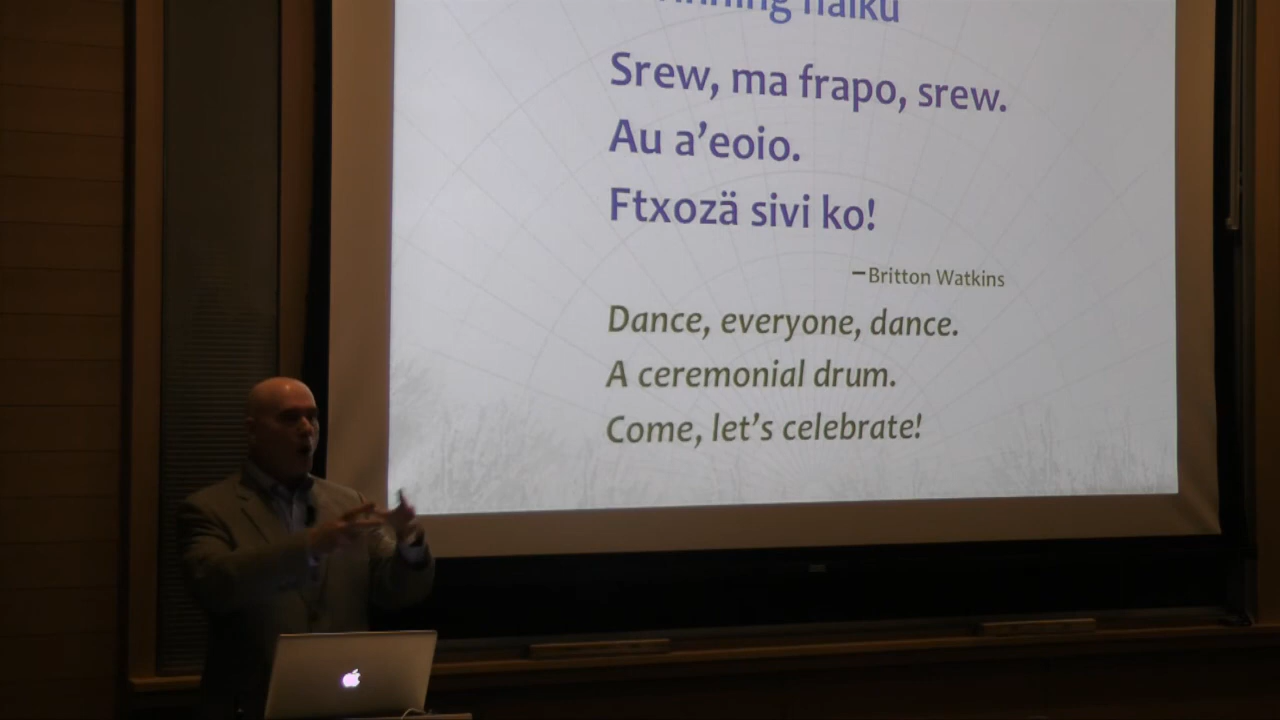 haiku
Srew, ma frapo, srew.
Au a’eoio.
Ftxozä sivi ko!
–Britton Watkins
Dance, everyone, dance.
A ceremonial drum.
Come, let’s celebrate!